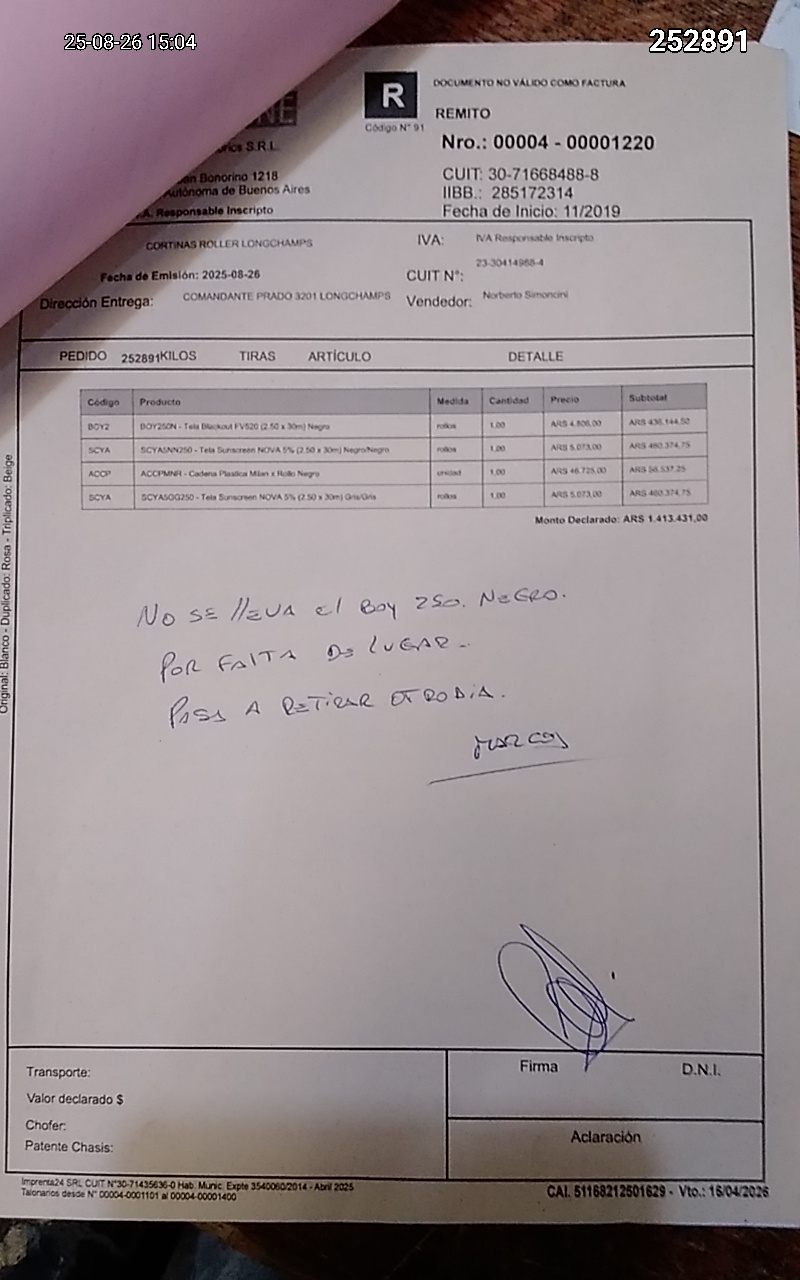 25-08-26 15:04
252891
R
Código N° 91
DOCUMENTO NO VÁLIDO COMO FACTURA
REMITO
Nro.: 00004 - 00001220
CUIT: 30-71668488-8
IIBB.: 285172314
Fecha de Inicio: 11/2019
S.R.L.
Bonorino 1218
Autónoma de Buenos Aires
Responsable Inscripto
CORTINAS ROLLER LONGCHAMPS
IVA: IVA Responsable Inscripto
Fecha de Emisión: 2025-08-26
CUIT N°: 23-30414968-4
Dirección Entrega: COMANDANTE PRADO 3201 LONGCHAMPS
Vendedor: Norberto Simoncini
PEDIDO 252891 KILOS TIRAS ARTÍCULO DETALLE
Código Producto Medida Cantidad Precio Subtotal
BOY2 BOY250N - Tela Blackout FV520 (2.50 x 30m) Negro rollos 1,00 ARS 4.806,00 ARS 436.144,50
SCYA SCYA5NN250 - Tela Sunscreen NOVA 5% (2.50 x 30m) Negro/Negro rollos 1,00 ARS 5.073,00 ARS 460.374,75
ACCP ACCPMNR - Cadena Plastica Milan x Rollo Negro unidad 1,00 ARS 46.725,00 ARS 56.537,25
SCYA SCYA5GG250 - Tela Sunscreen NOVA 5% (2.50 x 30m) Gris/Gris rollos 1,00 ARS 5.073,00 ARS 460.374,75
Monto Declarado: ARS 1.413.431,00
NO SE LLEVA el BOY 250. NEGRO.
POR FALTA DE LUGAR.
PASA A RETIRAR OTRO DIA.
MARCOS
Original: Blanco - Duplicado: Rosa - Triplicado: Beige
Transporte:
Valor declarado $
Chofer:
Patente Chasis:
Firma D.N.I.
Aclaración
Imprenta24 SRL CUIT N°30-71435636-0 Hab. Munic. Expte 3540060/2014 - Abril 2025
Talonarios desde N° 00004-0001101 al 00004-00001400
CAI. 51168212501629 - Vto.: 16/04/2026